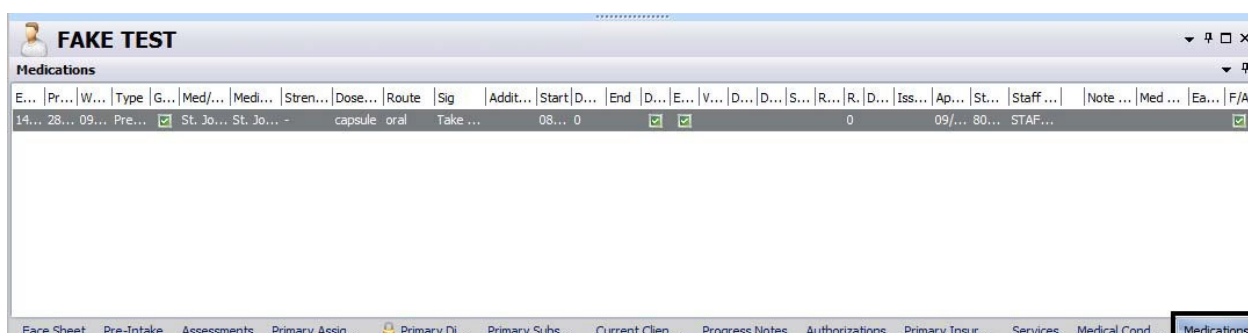 FAKE TEST
Medications
E... Pr... W... Type G... Med/... Medi... Stren... Dose... Route Sig Addit... Start D... End D... E... V... D... D... S... R... R. D... Iss... Ap... St... Staff ... Note ... Med ... Ea... F/A
14... 28... 09... Pre... St. Jo... St. Jo... - capsule oral Take ... 08... 0 0 09/... 80... STAF...
Face Sheet Pre-Intake Assessments Primary Assig... Primary Di... Primary Subs... Current Clien... Progress Notes Authorizations Primary Insur... Services Medical Cond... Medications